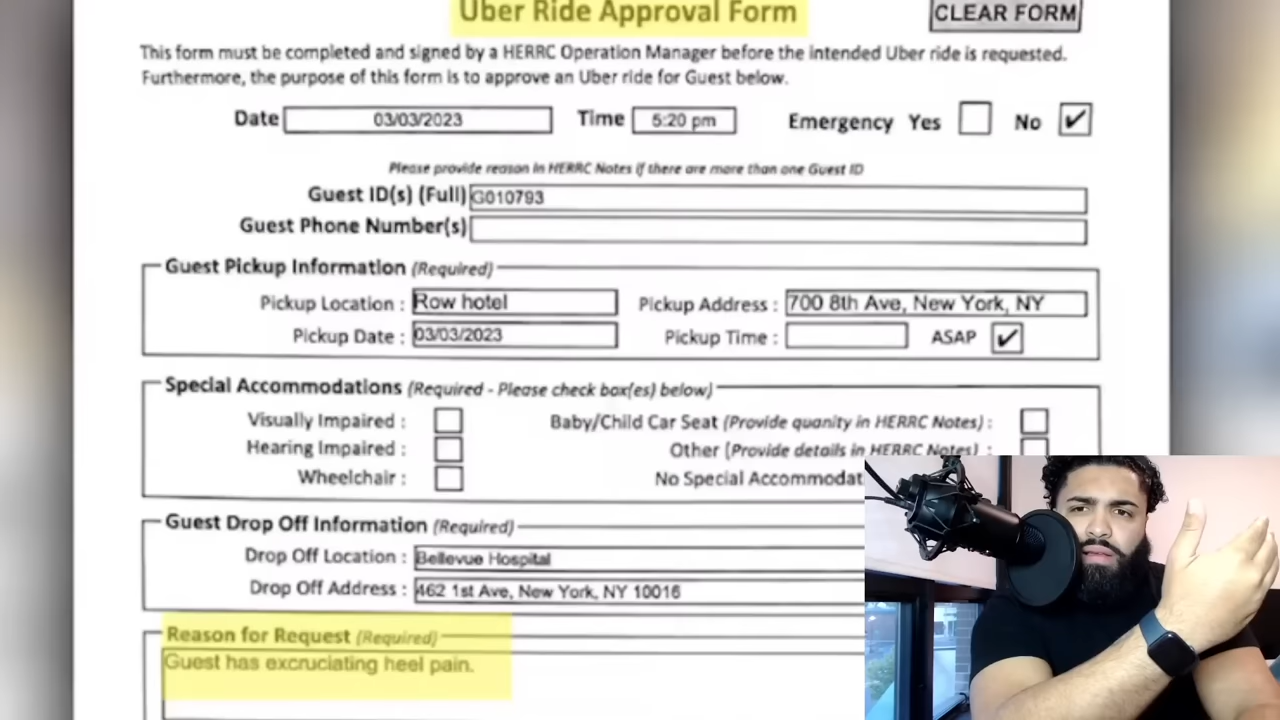 Uber Ride Approval Form
CLEAR FORM
This form must be completed and signed by a HERRC Operation Manager before the intended Uber ride is requested.
Furthermore, the purpose of this form is to approve an Uber ride for Guest below.
Date 03/03/2023 Time 5:20 pm Emergency Yes No ✔
Please provide reason in HERRC Notes if there are more than one Guest ID
Guest ID(s) (Full) G010793
Guest Phone Number(s)
Guest Pickup Information (Required)
Pickup Location : Row hotel Pickup Address : 700 8th Ave, New York, NY
Pickup Date : 03/03/2023 Pickup Time : ASAP ✔
Special Accommodations (Required - Please check box(es) below)
Visually Impaired : Baby/Child Car Seat (Provide quanity in HERRC Notes) :
Hearing Impaired : Other (Provide details in HERRC Notes) :
Wheelchair : No Special Accommodat
Guest Drop Off Information (Required)
Drop Off Location : Bellevue Hospital
Drop Off Address : 462 1st Ave, New York, NY 10016
Reason for Request (Required)
Guest has excruciating heel pain.